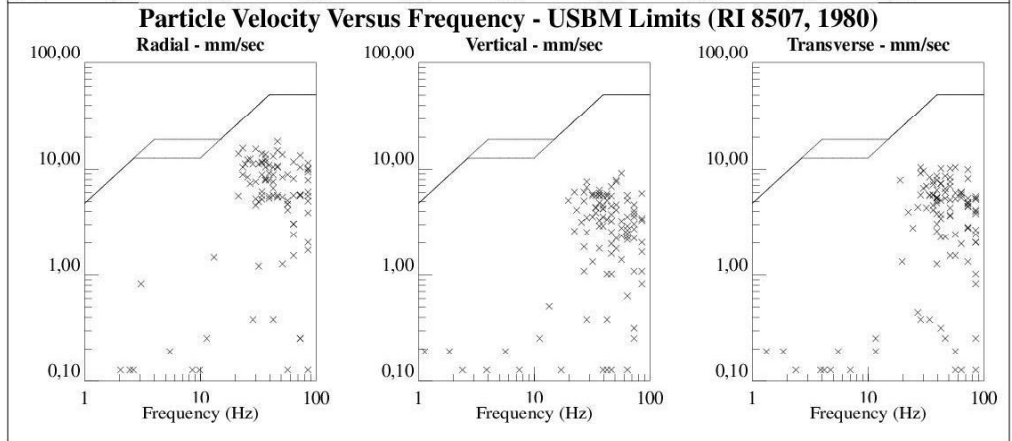 Particle Velocity Versus Frequency - USBM Limits (RI 8507, 1980)
Radial - mm/sec
100,00
10,00
1,00
0,10
1 10 100
Frequency (Hz)
Vertical - mm/sec
100,00
10,00
1,00
0,10
1 10 100
Frequency (Hz)
Transverse - mm/sec
100,00
10,00
1,00
0,10
1 10 100
Frequency (Hz)